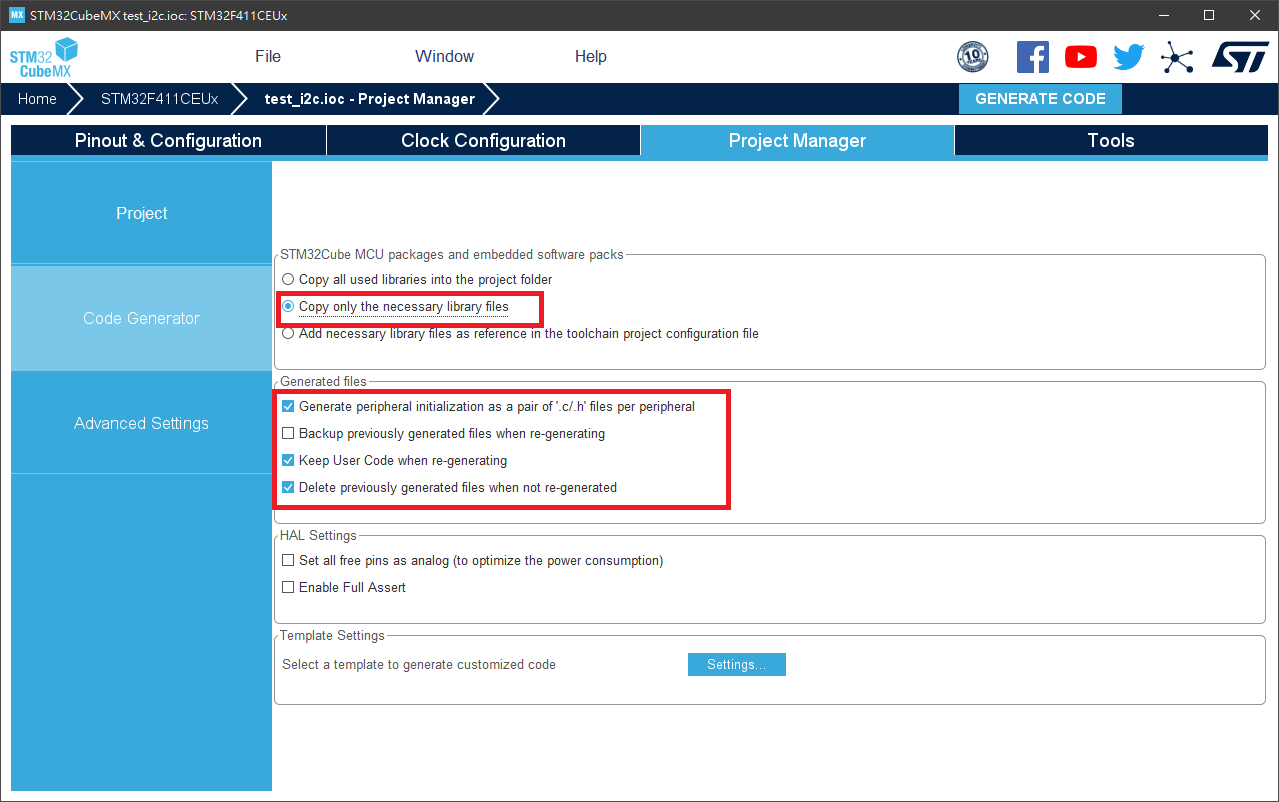 MX STM32CubeMX test_i2c.ioc: STM32F411CEUx
STM32
CubeMX
File Window Help
10
Home STM32F411CEUx test_i2c.ioc - Project Manager GENERATE CODE
Pinout & Configuration Clock Configuration Project Manager Tools
Project
Code Generator
Advanced Settings
STM32Cube MCU packages and embedded software packs
Copy all used libraries into the project folder
Copy only the necessary library files
Add necessary library files as reference in the toolchain project configuration file
Generated files
Generate peripheral initialization as a pair of '.c/.h' files per peripheral
Backup previously generated files when re-generating
Keep User Code when re-generating
Delete previously generated files when not re-generated
HAL Settings
Set all free pins as analog (to optimize the power consumption)
Enable Full Assert
Template Settings
Select a template to generate customized code Settings...